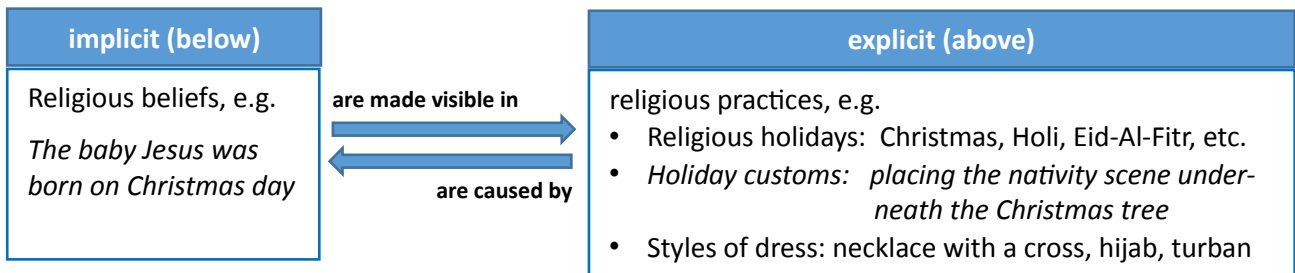 implicit (below)
Religious beliefs, e.g.
The baby Jesus was
born on Christmas day
are made visible in
are caused by
explicit (above)
religious practices, e.g.
• Religious holidays: Christmas, Holi, Eid-Al-Fitr, etc.
• Holiday customs: placing the nativity scene under-
neath the Christmas tree
• Styles of dress: necklace with a cross, hijab, turban